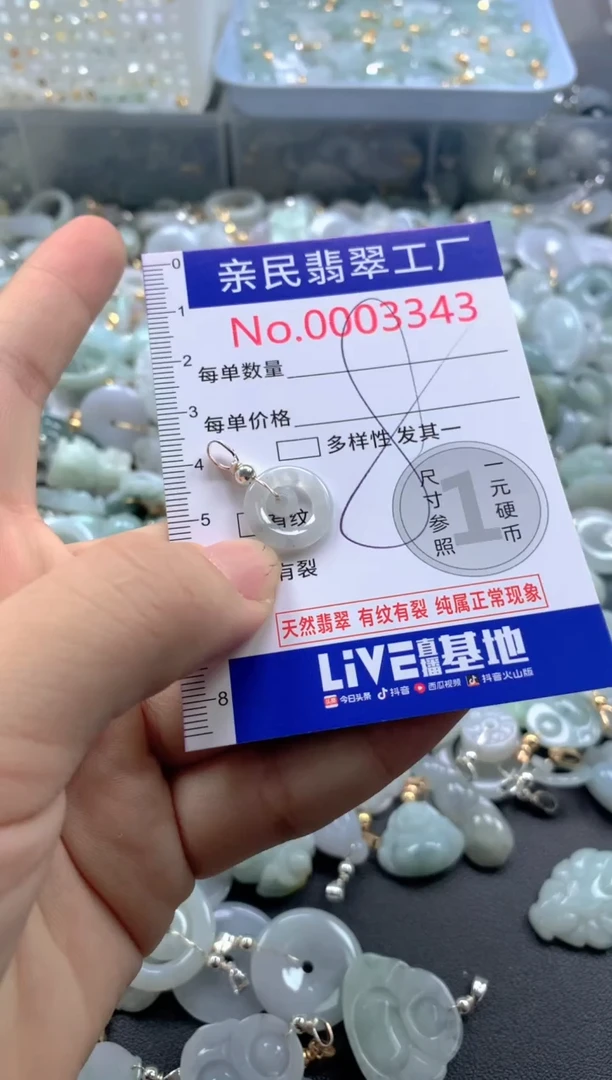 亲民翡翠工厂
No.0003343
每单数量
每单价格
多样性 发其一
有纹
有裂
尺寸参照
一元硬币
1
天然翡翠 有纹有裂 纯属正常现象
LiVE直播基地
今日头条 抖音 西瓜视频 抖音火山版
0
1
2
3
4
5
8